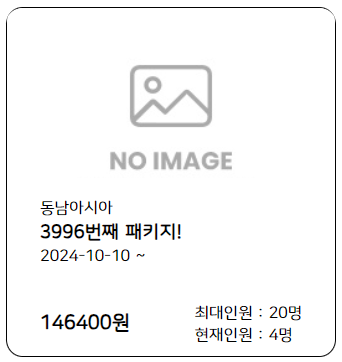 NO IMAGE
동남아시아
3996번째 패키지!
2024-10-10 ~
146400원
최대인원 : 20명
현재인원 : 4명